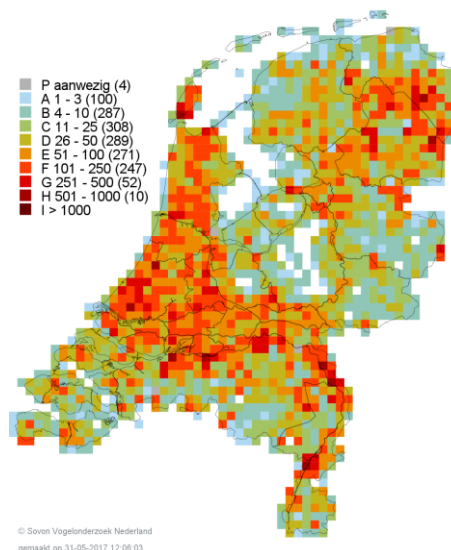 P aanwezig (4)
A 1 - 3 (100)
B 4 - 10 (287)
C 11 - 25 (308)
D 26 - 50 (289)
E 51 - 100 (271)
F 101 - 250 (247)
G 251 - 500 (52)
H 501 - 1000 (10)
I > 1000
© Sovon Vogelonderzoek Nederland
gemaakt op 31-05-2017 12:06:03